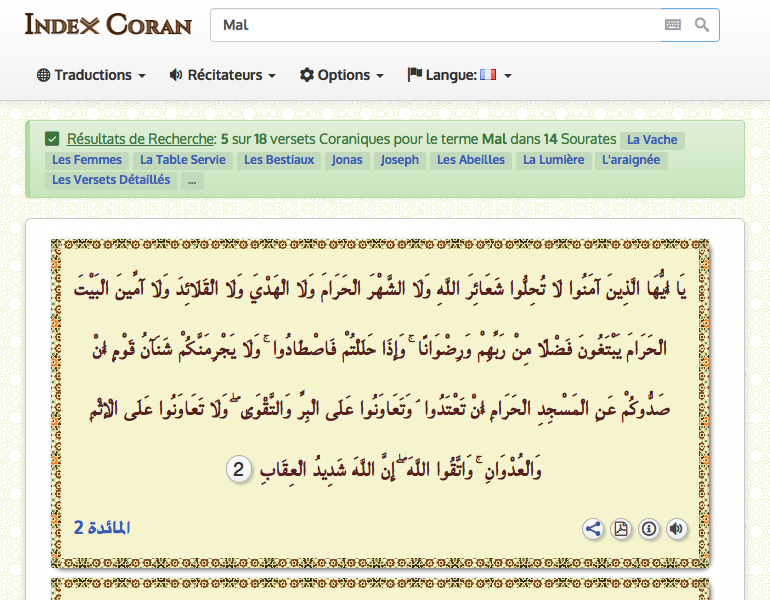 INDEX CORAN
Mal
Traductions
Récitateurs
Options
Langue:
Résultats de Recherche: 5 sur 18 versets Coraniques pour le terme Mal dans 14 Sourates La Vache
Les Femmes La Table Servie Les Bestiaux Jonas Joseph Les Abeilles La Lumière L'araignée
Les Versets Détaillés ...
يَا أَيُّهَا الَّذِينَ آمَنُوا لَا تُحِلُّوا شَعَائِرَ اللَّهِ وَلَا الشَّهْرَ الْحَرَامَ وَلَا الْهَدْيَ وَلَا الْقَلَائِدَ وَلَا آمِّينَ الْبَيْتَ
الْحَرَامَ يَبْتَغُونَ فَضْلًا مِنْ رَبِّهِمْ وَرِضْوَانًا ۚ وَإِذَا حَلَلْتُمْ فَاصْطَادُوا ۚ وَلَا يَجْرِمَنَّكُمْ شَنَآنُ قَوْمٍ أَنْ
صَدُّوكُمْ عَنِ الْمَسْجِدِ الْحَرَامِ أَنْ تَعْتَدُوا ۘ وَتَعَاوَنُوا عَلَى الْبِرِّ وَالتَّقْوَىٰ ۖ وَلَا تَعَاوَنُوا عَلَى الْإِثْمِ
وَالْعُدْوَانِ ۚ وَاتَّقُوا اللَّهَ ۖ إِنَّ اللَّهَ شَدِيدُ الْعِقَابِ 2
المائدة 2